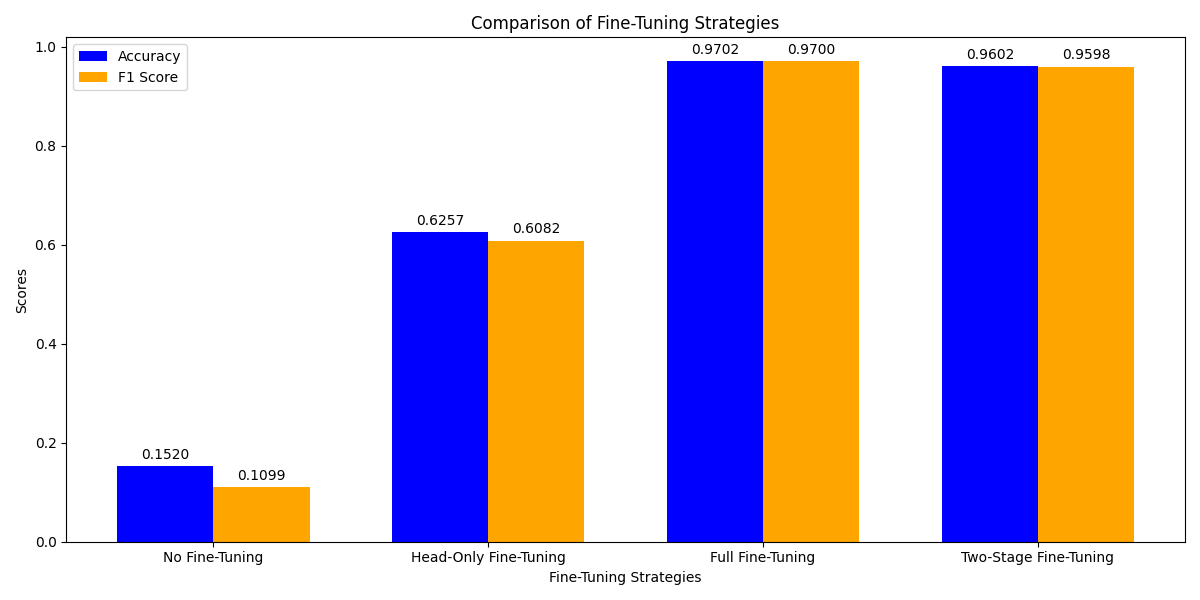 Comparison of Fine-Tuning Strategies
Accuracy
F1 Score
1.0
0.8
0.6
0.4
0.2
0.0
Scores
0.1520
0.1099
0.6257
0.6082
0.9702
0.9700
0.9602
0.9598
No Fine-Tuning
Head-Only Fine-Tuning
Full Fine-Tuning
Two-Stage Fine-Tuning
Fine-Tuning Strategies